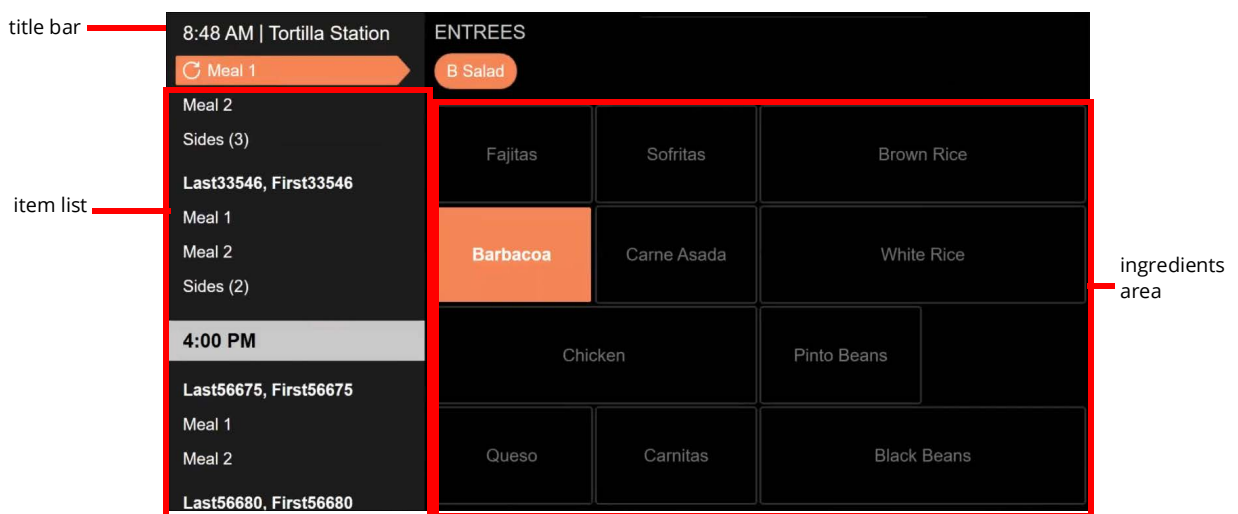 title bar
8:48 AM | Tortilla Station
Meal 1
Meal 2
Sides (3)
Last33546, First33546
Meal 1
Meal 2
Sides (2)
4:00 PM
Last56675, First56675
Meal 1
Meal 2
Last56680, First56680
item list
ENTREES
B Salad
Fajitas
Sofritas
Brown Rice
Barbacoa
Carne Asada
White Rice
Chicken
Pinto Beans
Queso
Carnitas
Black Beans
ingredients
area